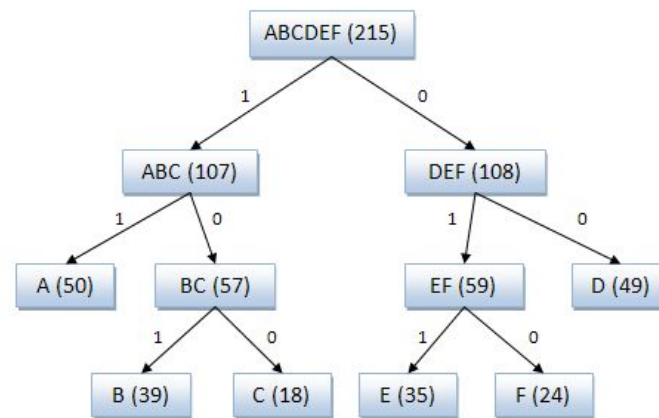 ABCDEF (215)
1 0
ABC (107) DEF (108)
1 0 1 0
A (50) BC (57) EF (59) D (49)
1 0 1 0
B (39) C (18) E (35) F (24)